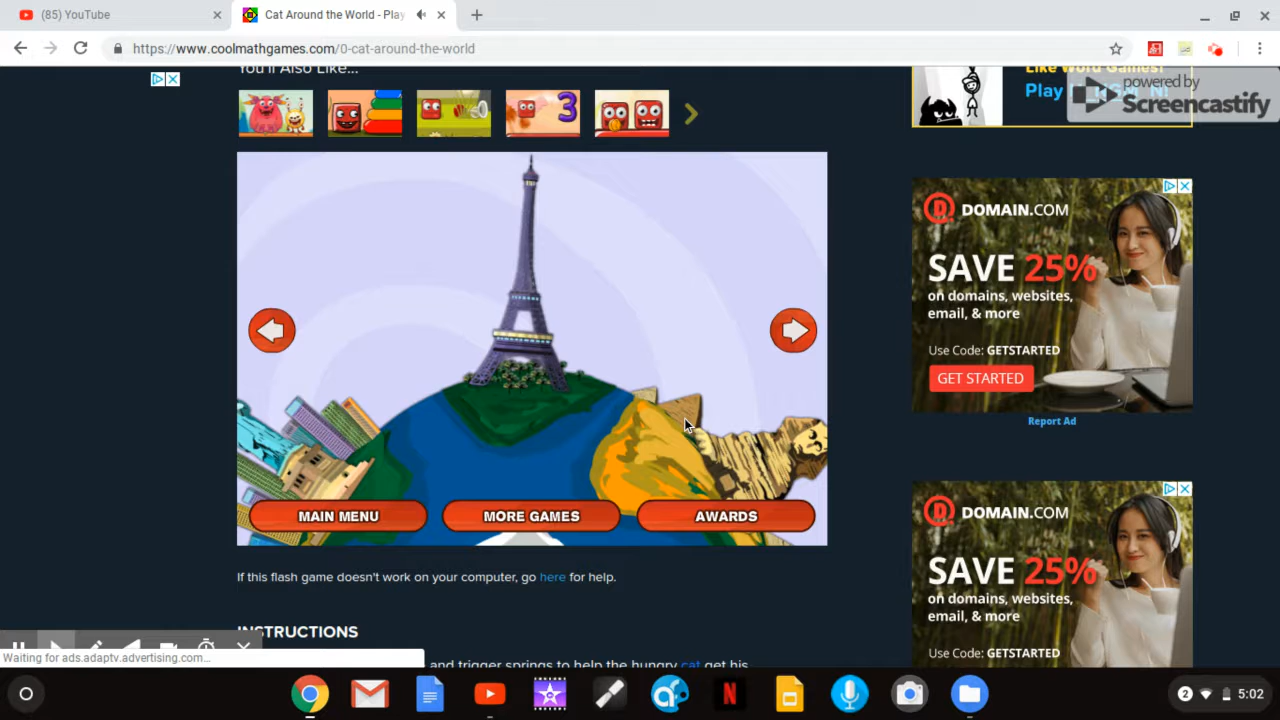 (85) YouTube
Cat Around the World - Play
https://www.coolmathgames.com/0-cat-around-the-world
You'll Also Like...
Like Word Games?
powered by
Screencastify
3
DOMAIN.COM
SAVE 25%
on domains, websites,
email, & more
Use Code: GETSTARTED
GET STARTED
Report Ad
MAIN MENU
MORE GAMES
AWARDS
DOMAIN.COM
SAVE 25%
on domains, websites,
email, & more
Use Code: GETSTARTED
If this flash game doesn't work on your computer, go here for help.
INSTRUCTIONS
and trigger springs to help the hungry cat get his
Waiting for ads.adaptv.advertising.com...
N
2
5:02